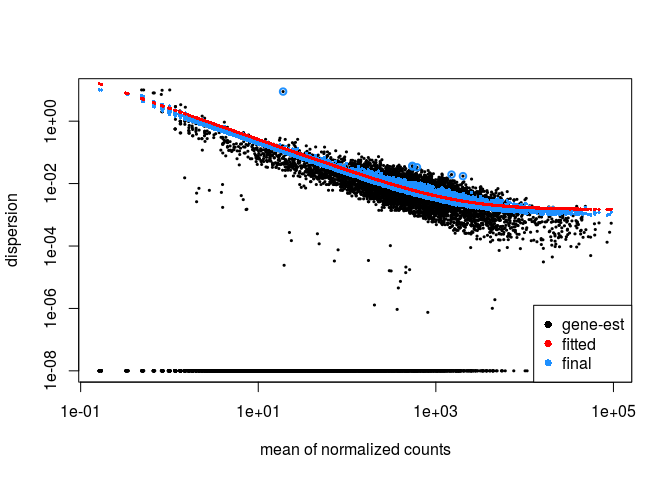 dispersion
1e+00
1e-02
1e-04
1e-06
1e-08
gene-est
fitted
final
1e-01
1e+01
1e+03
1e+05
mean of normalized counts